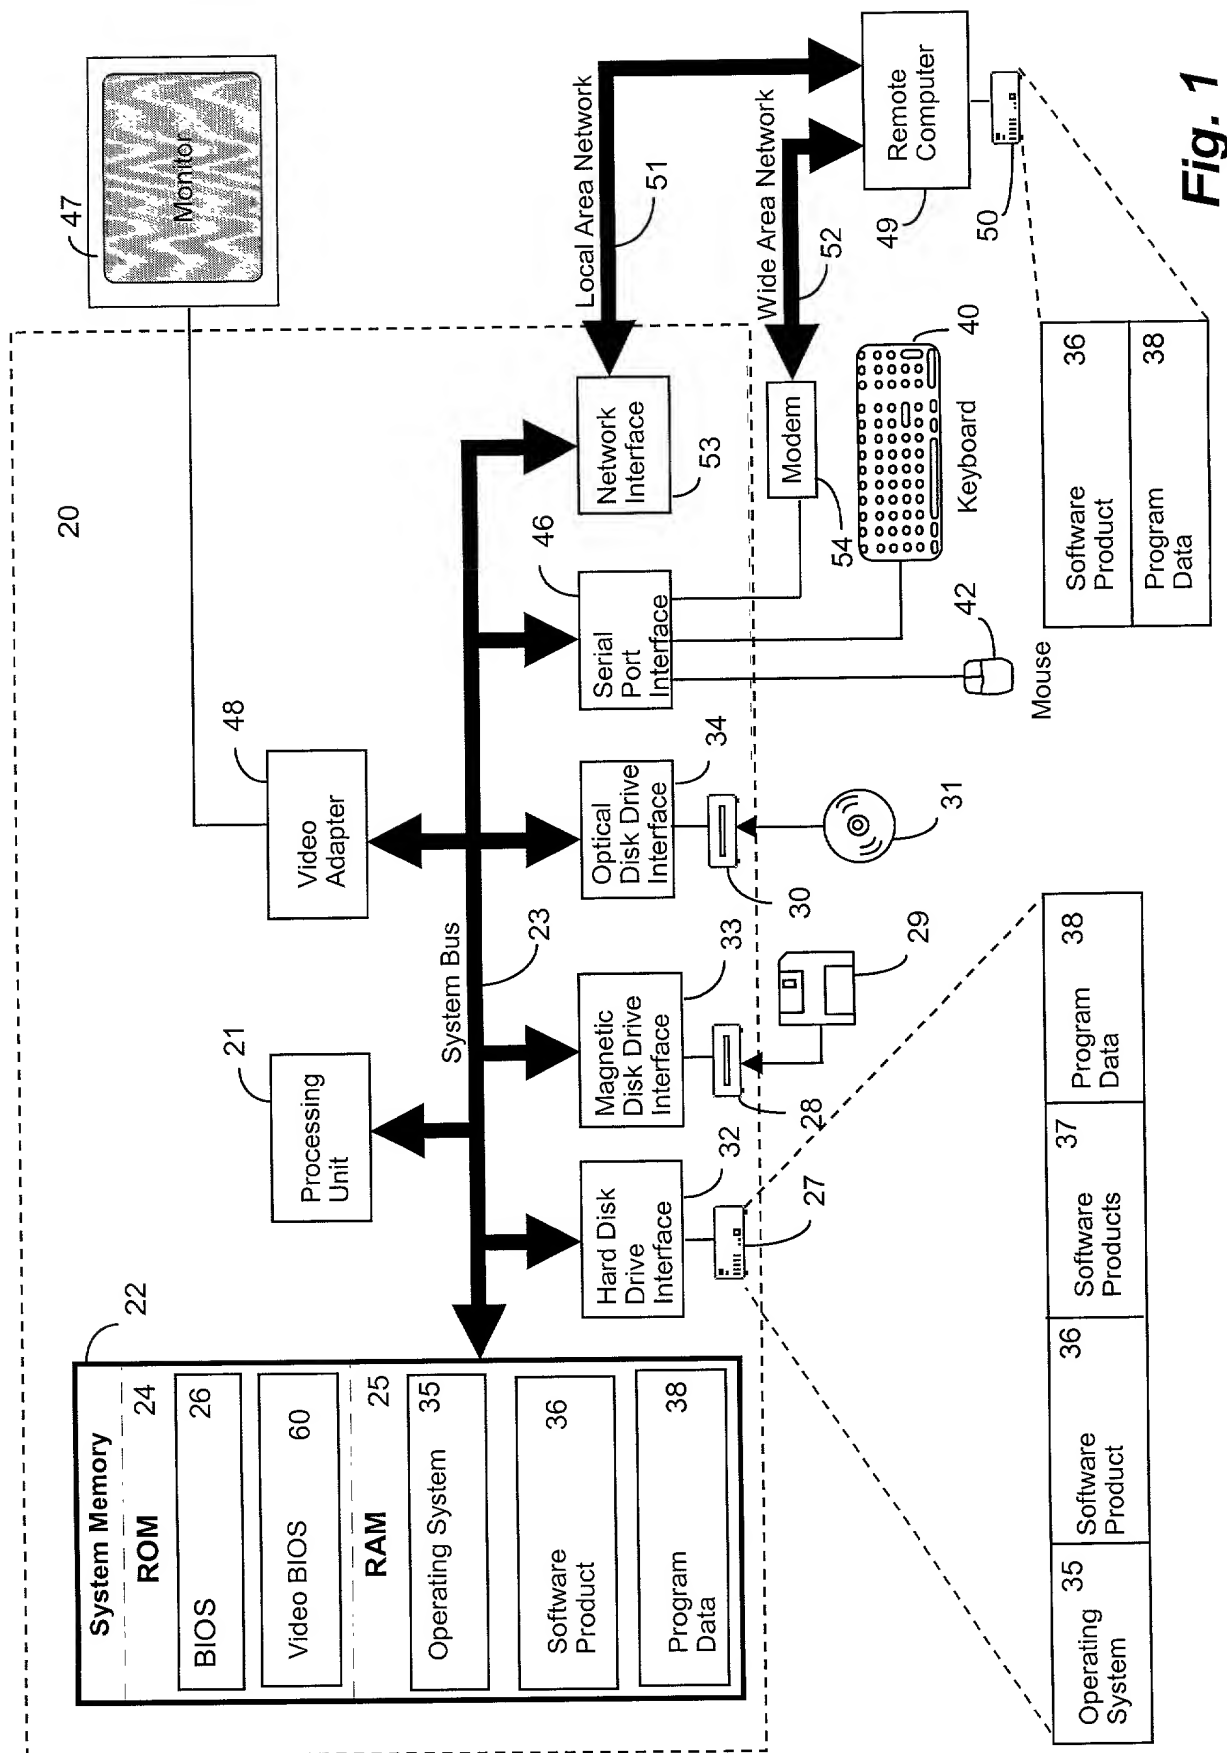 System Memory
ROM 24
BIOS 26
Video BIOS 60
RAM 25
Operating System 35
Software
Product
36
Program
Data
38
22
Processing
Unit
21
Video
Adapter
48
20
47
Monitor
System Bus
23
Hard Disk
Drive
Interface
32
27
Magnetic
Disk Drive
Interface
33
28
29
Optical
Disk Drive
Interface
34
30
31
Serial
Port
Interface
46
Network
Interface
53
Local Area Network
51
Wide Area Network
52
Modem
54
Keyboard
40
Mouse
42
Remote
Computer
49
50
Operating
System
35
Software
Product
36
Software
Products
37
Program
Data
38
Software
Product
36
Program
Data
38
Fig. 1